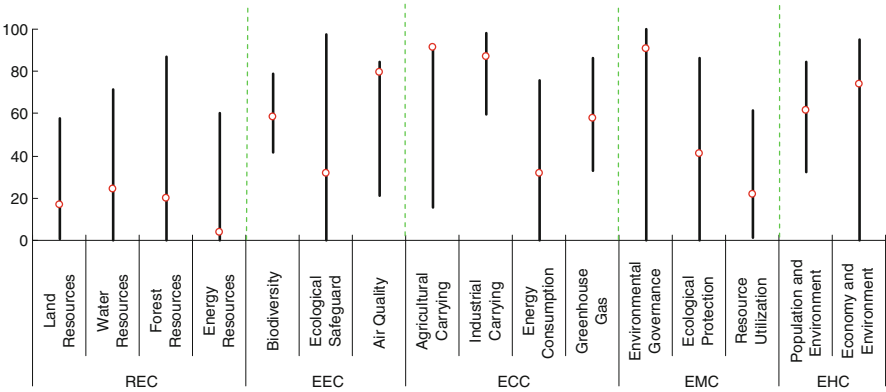 100
80
60
40
20
0
Land
Resources
Water
Resources
Forest
Resources
Energy
Resources
Biodiversity
Ecological
Safeguard
Air Quality
Agricultural
Carrying
Industrial
Carrying
Energy
Consumption
Greenhouse
Gas
Environmental
Governance
Ecological
Protection
Resource
Utilization
Population and
Environment
Economy and
Environment
REC
EEC
ECC
EMC
EHC